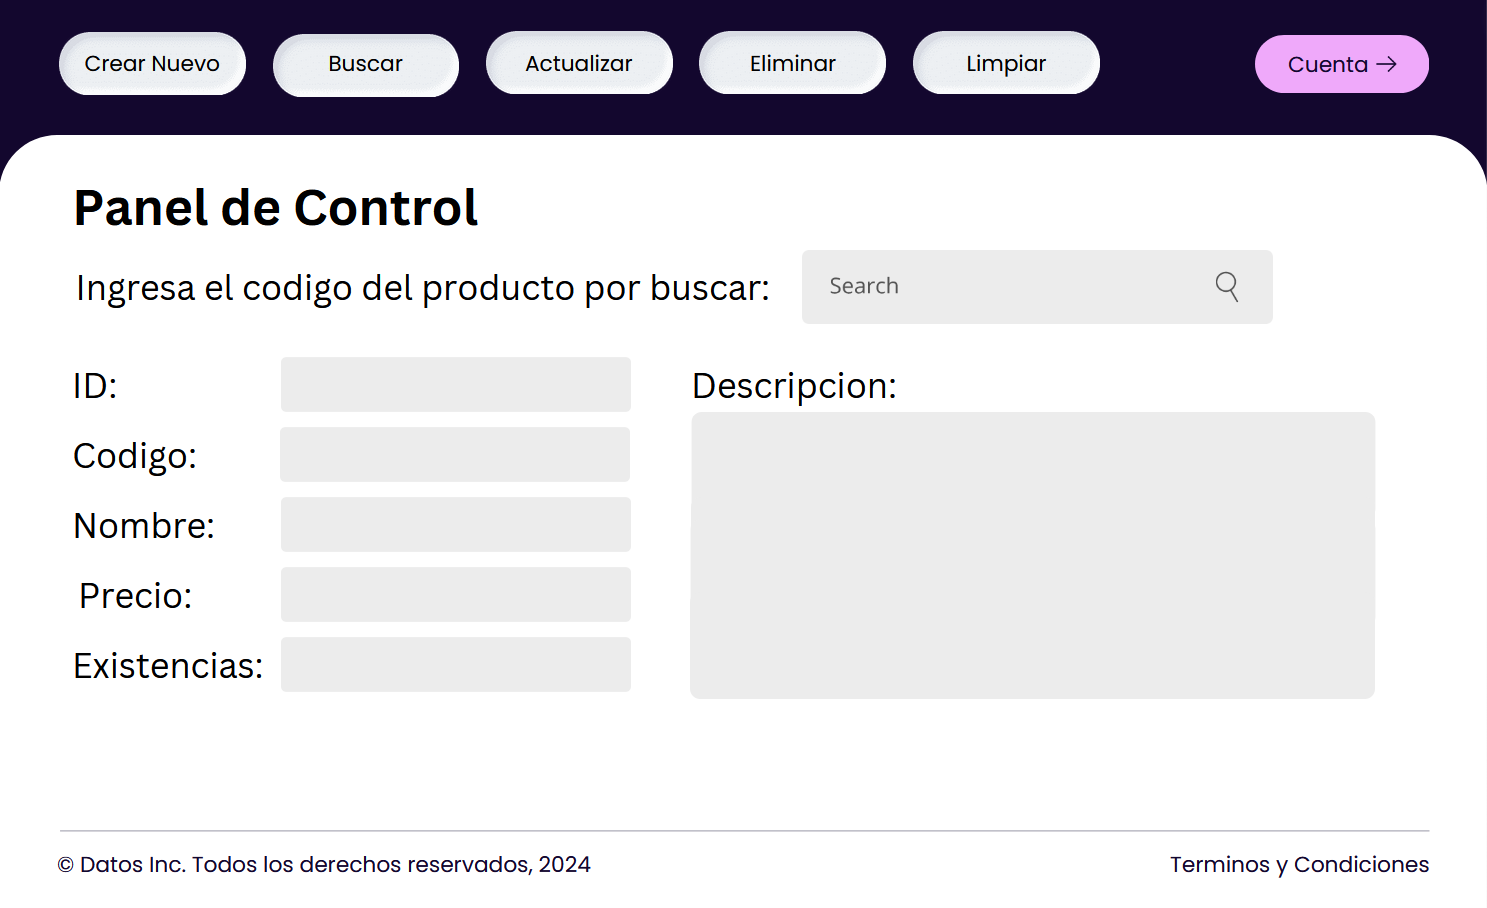 Crear Nuevo
Buscar
Actualizar
Eliminar
Limpiar
Cuenta →
Panel de Control
Ingresa el codigo del producto por buscar:
Search
ID:
Codigo:
Nombre:
Precio:
Existencias:
Descripcion:
© Datos Inc. Todos los derechos reservados, 2024
Terminos y Condiciones